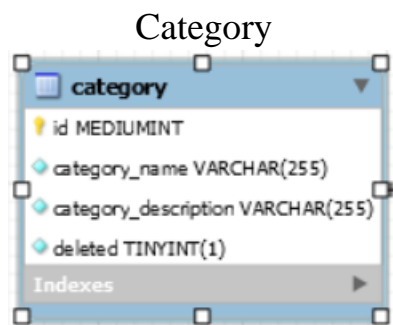 Category
category
id MEDIUMINT
category_name VARCHAR(255)
category_description VARCHAR(255)
deleted TINYINT(1)
Indexes